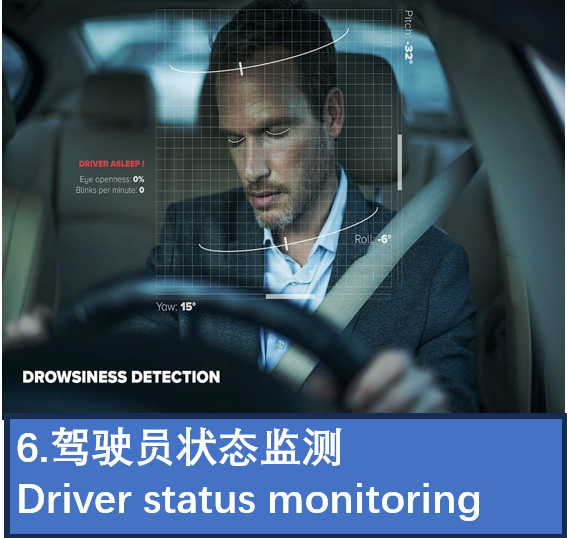 Pitch: -32°
DRIVER ASLEEP !
Eye openness: 0%
Blinks per minute: 0
Roll: -6°
Yaw: 15°
DROWSINESS DETECTION
6.驾驶员状态监测
Driver status monitoring